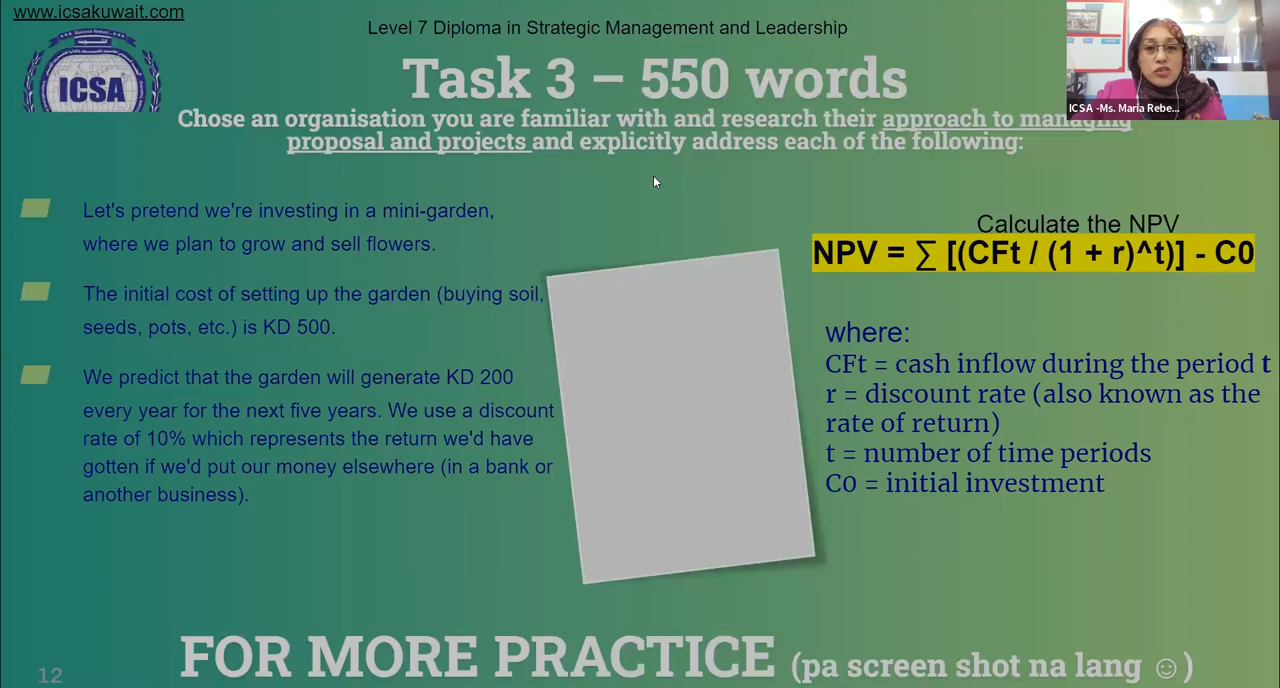 www.icsakuwait.com
Level 7 Diploma in Strategic Management and Leadership
ICSA
Task 3 – 550 words
ICSA -Ms. Maria Rebe...
Chose an organisation you are familiar with and research their approach to managing
proposal and projects and explicitly address each of the following:
Let's pretend we're investing in a mini-garden,
where we plan to grow and sell flowers.
The initial cost of setting up the garden (buying soil,
seeds, pots, etc.) is KD 500.
We predict that the garden will generate KD 200
every year for the next five years. We use a discount
rate of 10% which represents the return we'd have
gotten if we'd put our money elsewhere (in a bank or
another business).
Calculate the NPV
NPV = ∑ [(CFt / (1 + r)^t)] - C0
where:
CFt = cash inflow during the period t
r = discount rate (also known as the
rate of return)
t = number of time periods
C0 = initial investment
FOR MORE PRACTICE (pa screen shot na lang ☺)
12